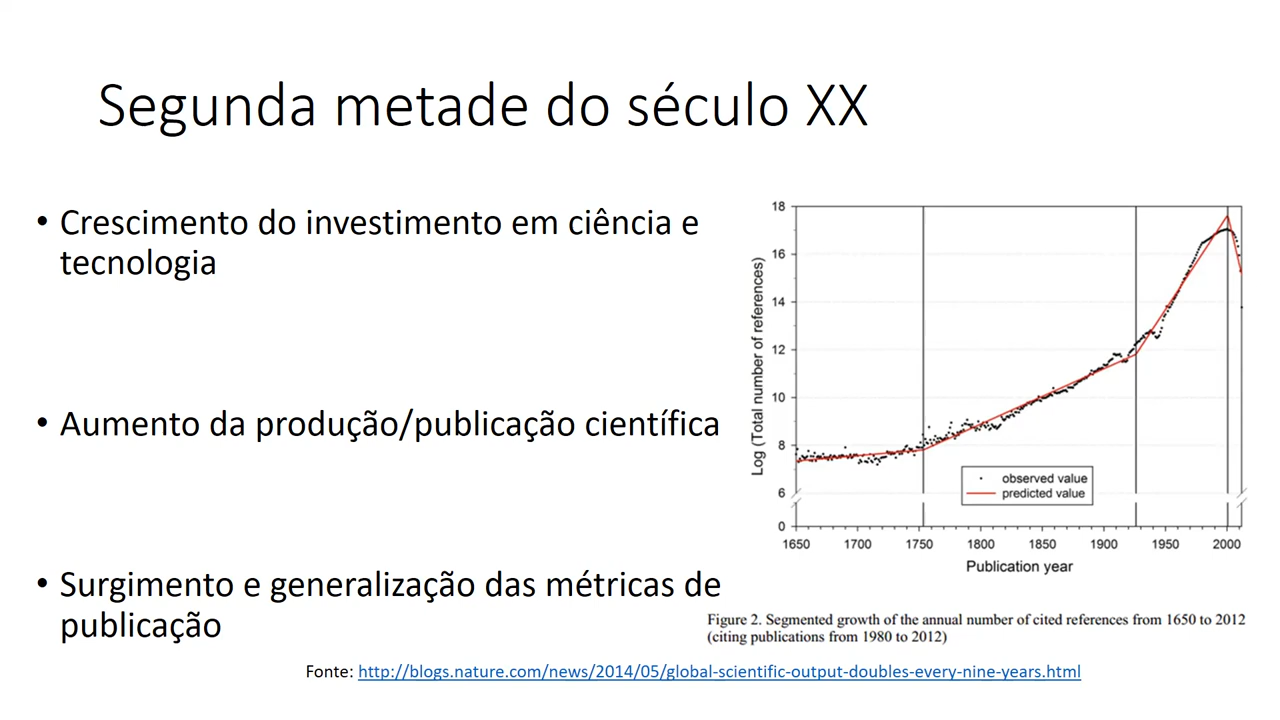 Segunda metade do século XX
• Crescimento do investimento em ciência e
tecnologia
• Aumento da produção/publicação científica
• Surgimento e generalização das métricas de
publicação
18
16
14
12
10
8
6
0
Log (Total number of references)
observed value
predicted value
1650 1700 1750 1800 1850 1900 1950 2000
Publication year
Figure 2. Segmented growth of the annual number of cited references from 1650 to 2012
(citing publications from 1980 to 2012)
Fonte: http://blogs.nature.com/news/2014/05/global-scientific-output-doubles-every-nine-years.html